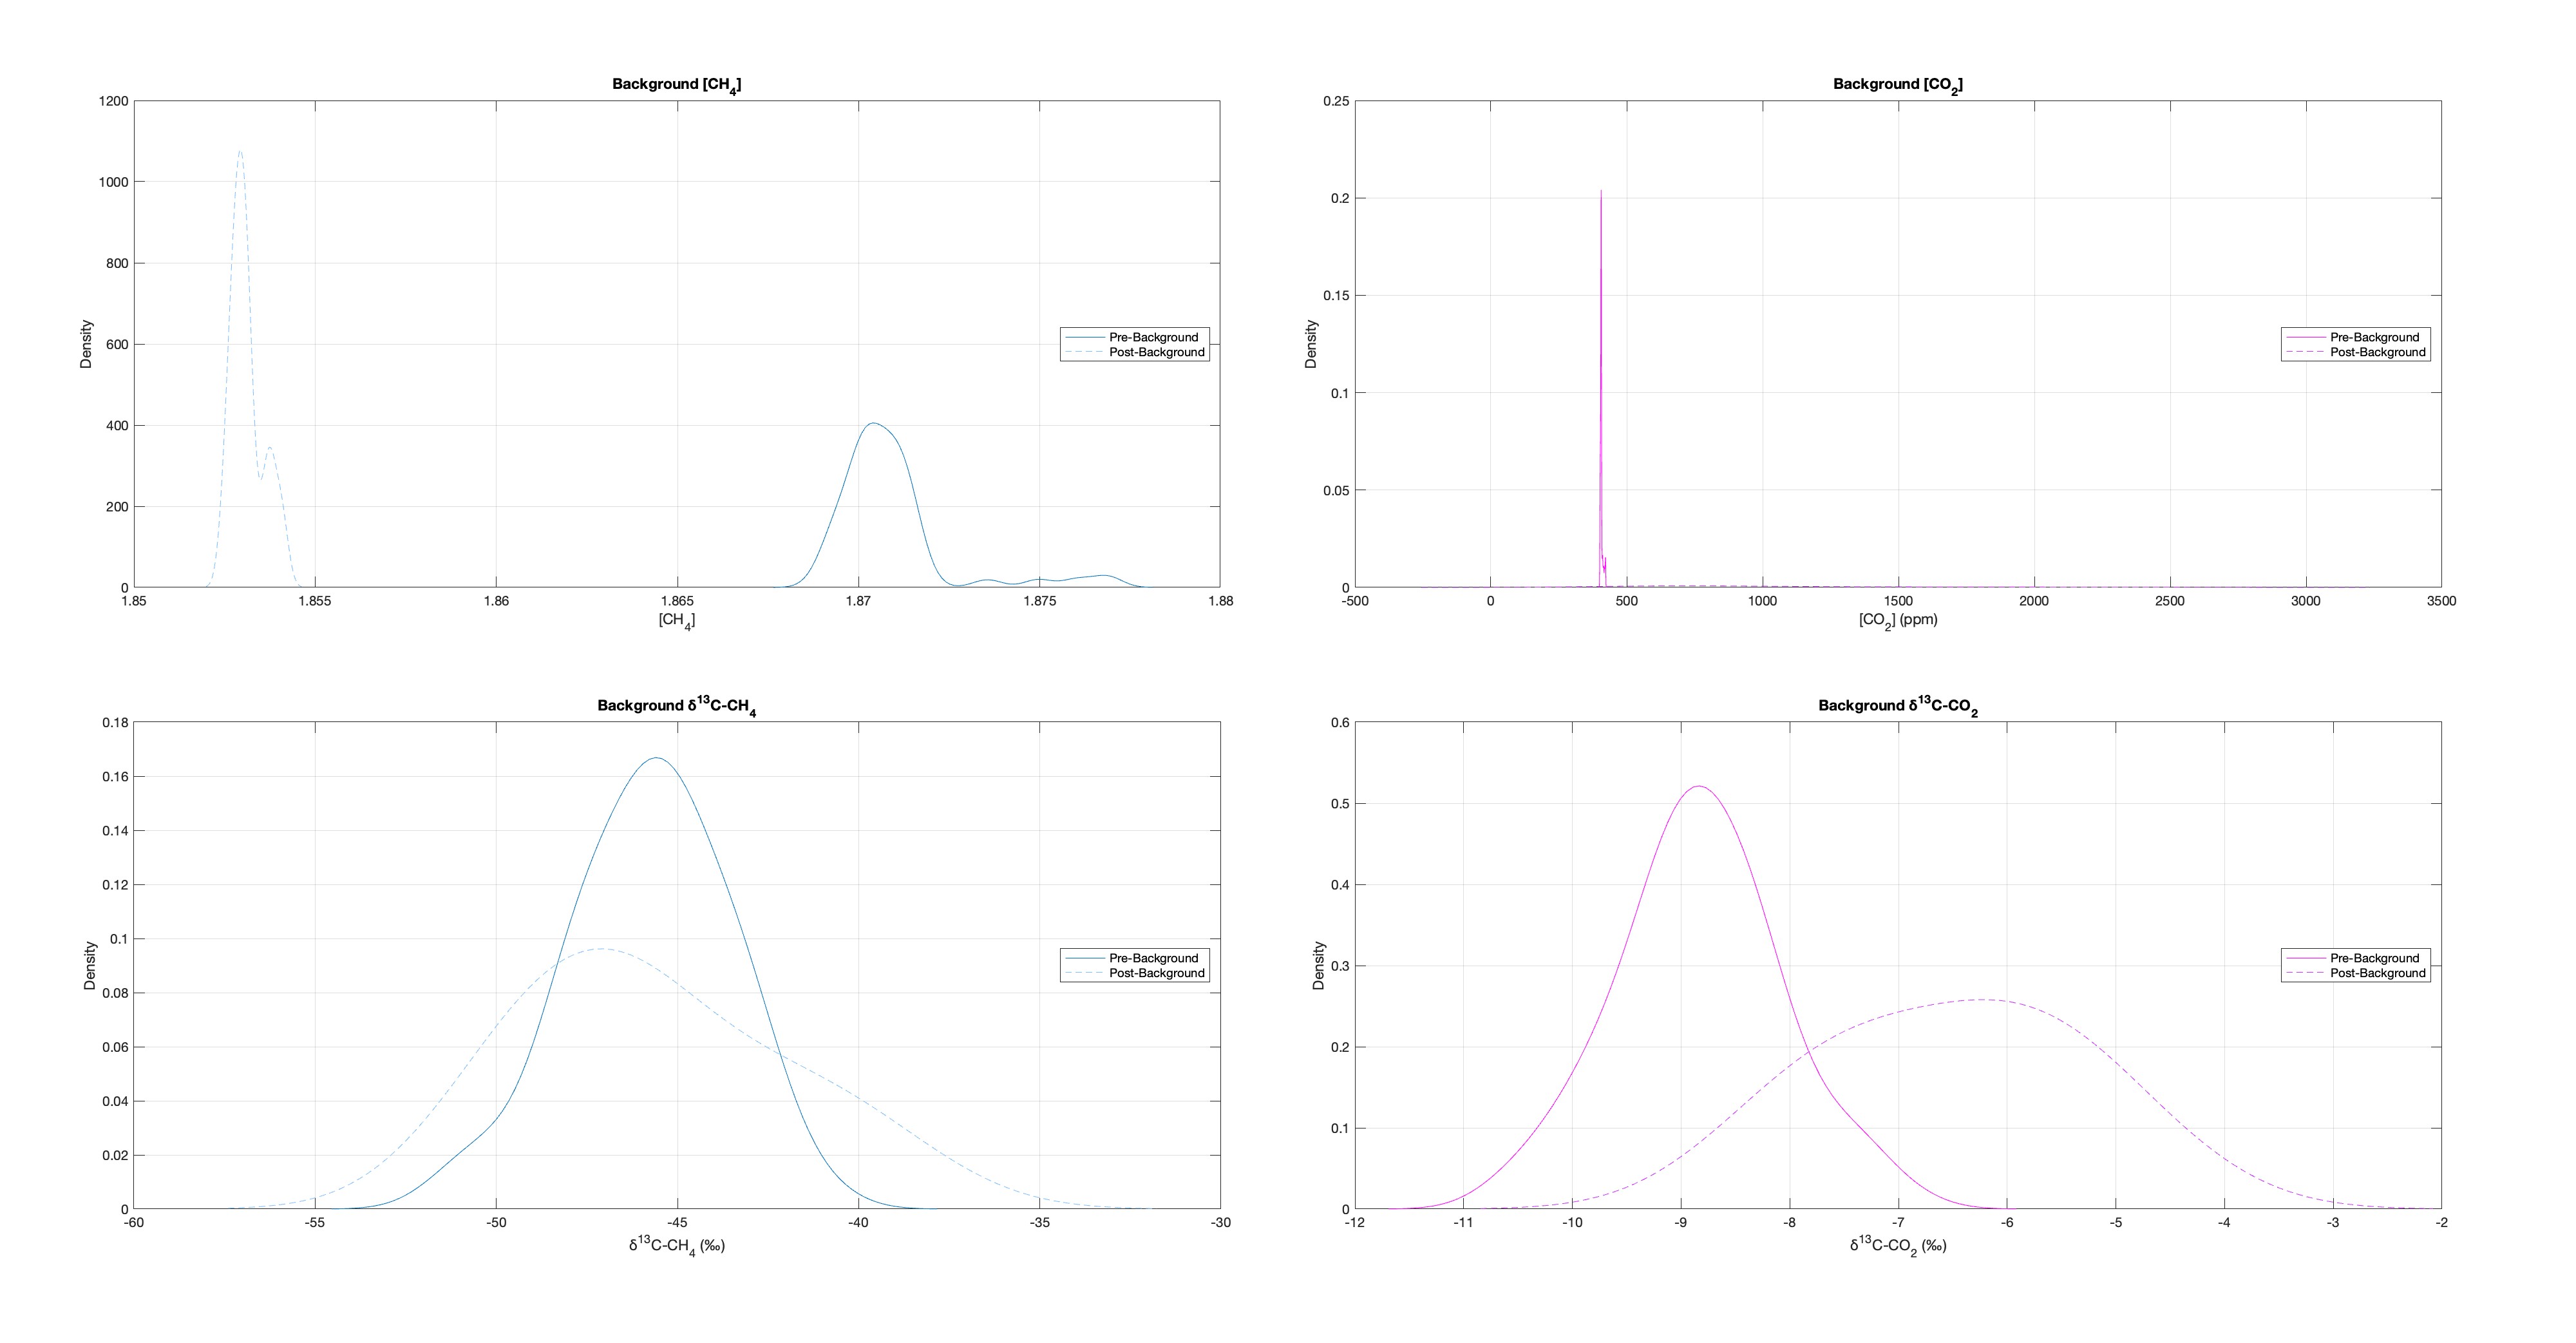 Background [CH4]
1200
1000
800
600
400
200
0
Density
1.85 1.855 1.86 1.865 1.87 1.875 1.88
[CH4]
Pre-Background
Post-Background
Background [CO2]
0.25
0.2
0.15
0.1
0.05
0
Density
-500 0 500 1000 1500 2000 2500 3000 3500
[CO2] (ppm)
Pre-Background
Post-Background
Background δ13C-CH4
0.18
0.16
0.14
0.12
0.1
0.08
0.06
0.04
0.02
0
Density
-60 -55 -50 -45 -40 -35 -30
δ13C-CH4 (‰)
Pre-Background
Post-Background
Background δ13C-CO2
0.6
0.5
0.4
0.3
0.2
0.1
0
Density
-12 -11 -10 -9 -8 -7 -6 -5 -4 -3 -2
δ13C-CO2 (‰)
Pre-Background
Post-Background